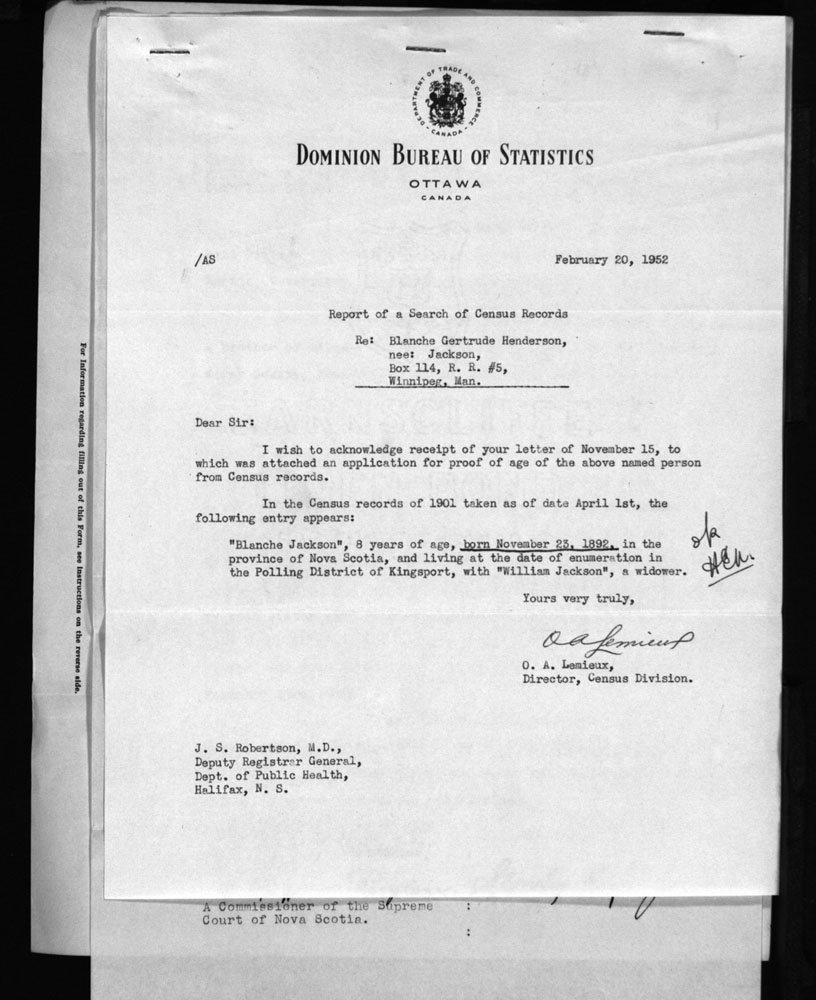 DEPARTMENT OF TRADE AND COMMERCE
CANADA
DOMINION BUREAU OF STATISTICS
OTTAWA
CANADA
/AS February 20, 1952
Report of a Search of Census Records
Re: Blanche Gertrude Henderson,
nee: Jackson,
Box 114, R. R. #5,
Winnipeg, Man.
Dear Sir:
I wish to acknowledge receipt of your letter of November 15, to
which was attached an application for proof of age of the above named person
from Census records.
In the Census records of 1901 taken as of date April 1st, the
following entry appears:
"Blanche Jackson", 8 years of age, born November 23, 1892, in the
province of Nova Scotia, and living at the date of enumeration in
the Polling District of Kingsport, with "William Jackson", a widower.
ok
Yours very truly,
O A Lemieux
O. A. Lemieux,
Director, Census Division.
J. S. Robertson, M.D.,
Deputy Registrar General,
Dept. of Public Health,
Halifax, N. S.
A Commissioner of the Supreme :
Court of Nova Scotia.
:
For Information regarding filling out of this Form, see instructions on the reverse side.